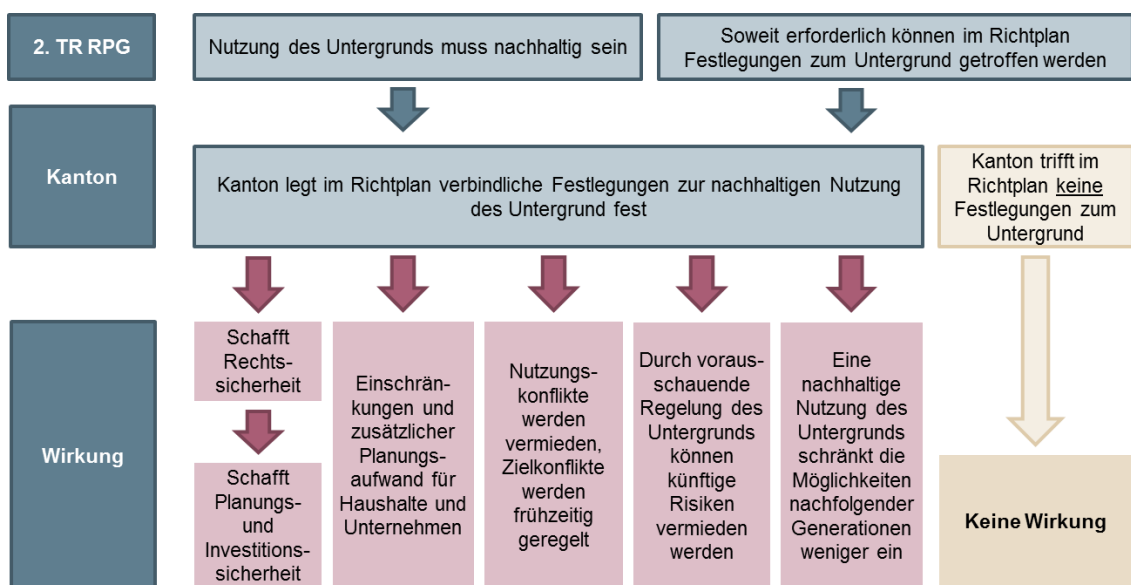 2. TR RPG
Nutzung des Untergrunds muss nachhaltig sein
Soweit erforderlich können im Richtplan
Festlegungen zum Untergrund getroffen werden
Kanton
Kanton legt im Richtplan verbindliche Festlegungen zur nachhaltigen Nutzung
des Untergrund fest
Kanton trifft im
Richtplan keine
Festlegungen zum
Untergrund
Wirkung
Schafft
Rechts-
sicherheit
Schafft
Planungs-
und
Investitions-
sicherheit
Einschrän-
kungen und
zusätzlicher
Planungs-
aufwand für
Haushalte und
Unternehmen
Nutzungs-
konflikte
werden
vermieden,
Zielkonflikte
werden
frühzeitig
geregelt
Durch voraus-
schauende
Regelung des
Untergrunds
können
künftige
Risiken
vermieden
werden
Eine
nachhaltige
Nutzung des
Untergrunds
schränkt die
Möglichkeiten
nachfolgender
Generationen
weniger ein
Keine Wirkung